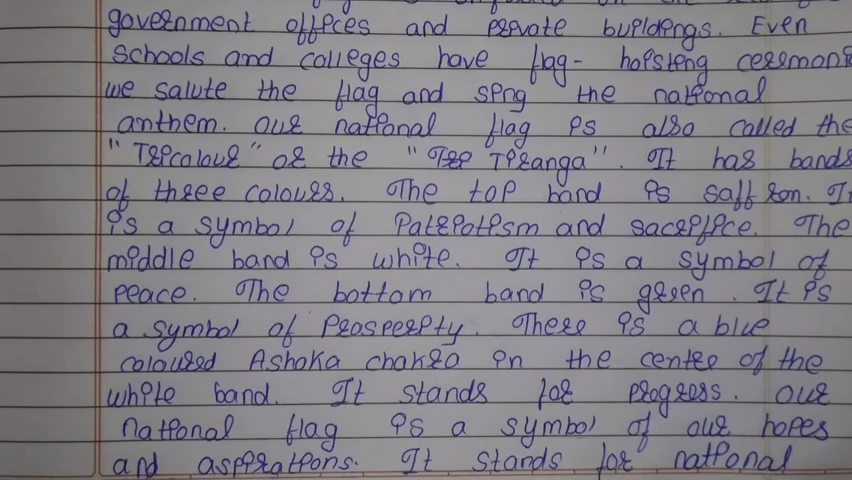 government offices and private buildings. Even
schools and colleges have flag- hoisting ceremony
we salute the flag and sing the national
anthem. Our national flag is also called the
"Tricolour" or the "Tiranga". It has bands
of three colours. The top band is saffron. It
is a symbol of Patriotism and sacrifice. The
middle band is white. It is a symbol of
peace. The bottom band is green. It is
a symbol of Prosperity. There is a blue
coloured Ashoka chakra in the centre of the
white band. It stands for progress. Our
national flag is a symbol of our hopes
and aspirations. It stands for national